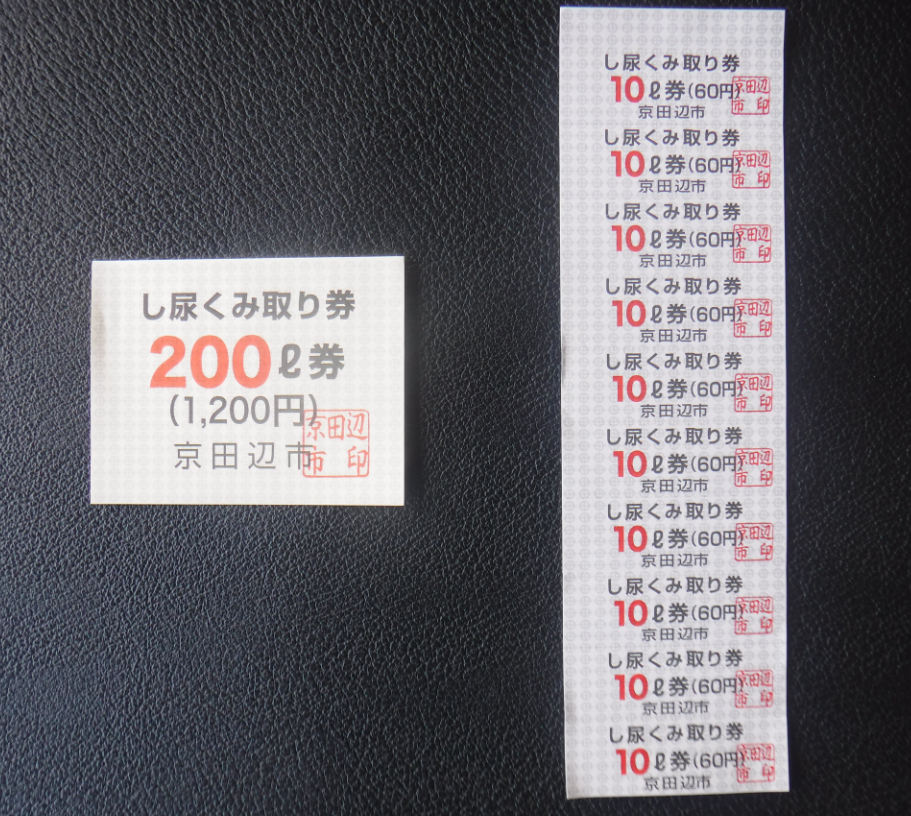 し尿くみ取り券
200ℓ券
(1,200円)
京田辺市
京田辺
市印
し尿くみ取り券
10ℓ券(60円)
京田辺市
京田辺
市印
し尿くみ取り券
10ℓ券(60円)
京田辺市
京田辺
市印
し尿くみ取り券
10ℓ券(60円)
京田辺市
京田辺
市印
し尿くみ取り券
10ℓ券(60円)
京田辺市
京田辺
市印
し尿くみ取り券
10ℓ券(60円)
京田辺市
京田辺
市印
し尿くみ取り券
10ℓ券(60円)
京田辺市
京田辺
市印
し尿くみ取り券
10ℓ券(60円)
京田辺市
京田辺
市印
し尿くみ取り券
10ℓ券(60円)
京田辺市
京田辺
市印
し尿くみ取り券
10ℓ券(60円)
京田辺市
京田辺
市印
し尿くみ取り券
10ℓ券(60円)
京田辺市
京田辺
市印